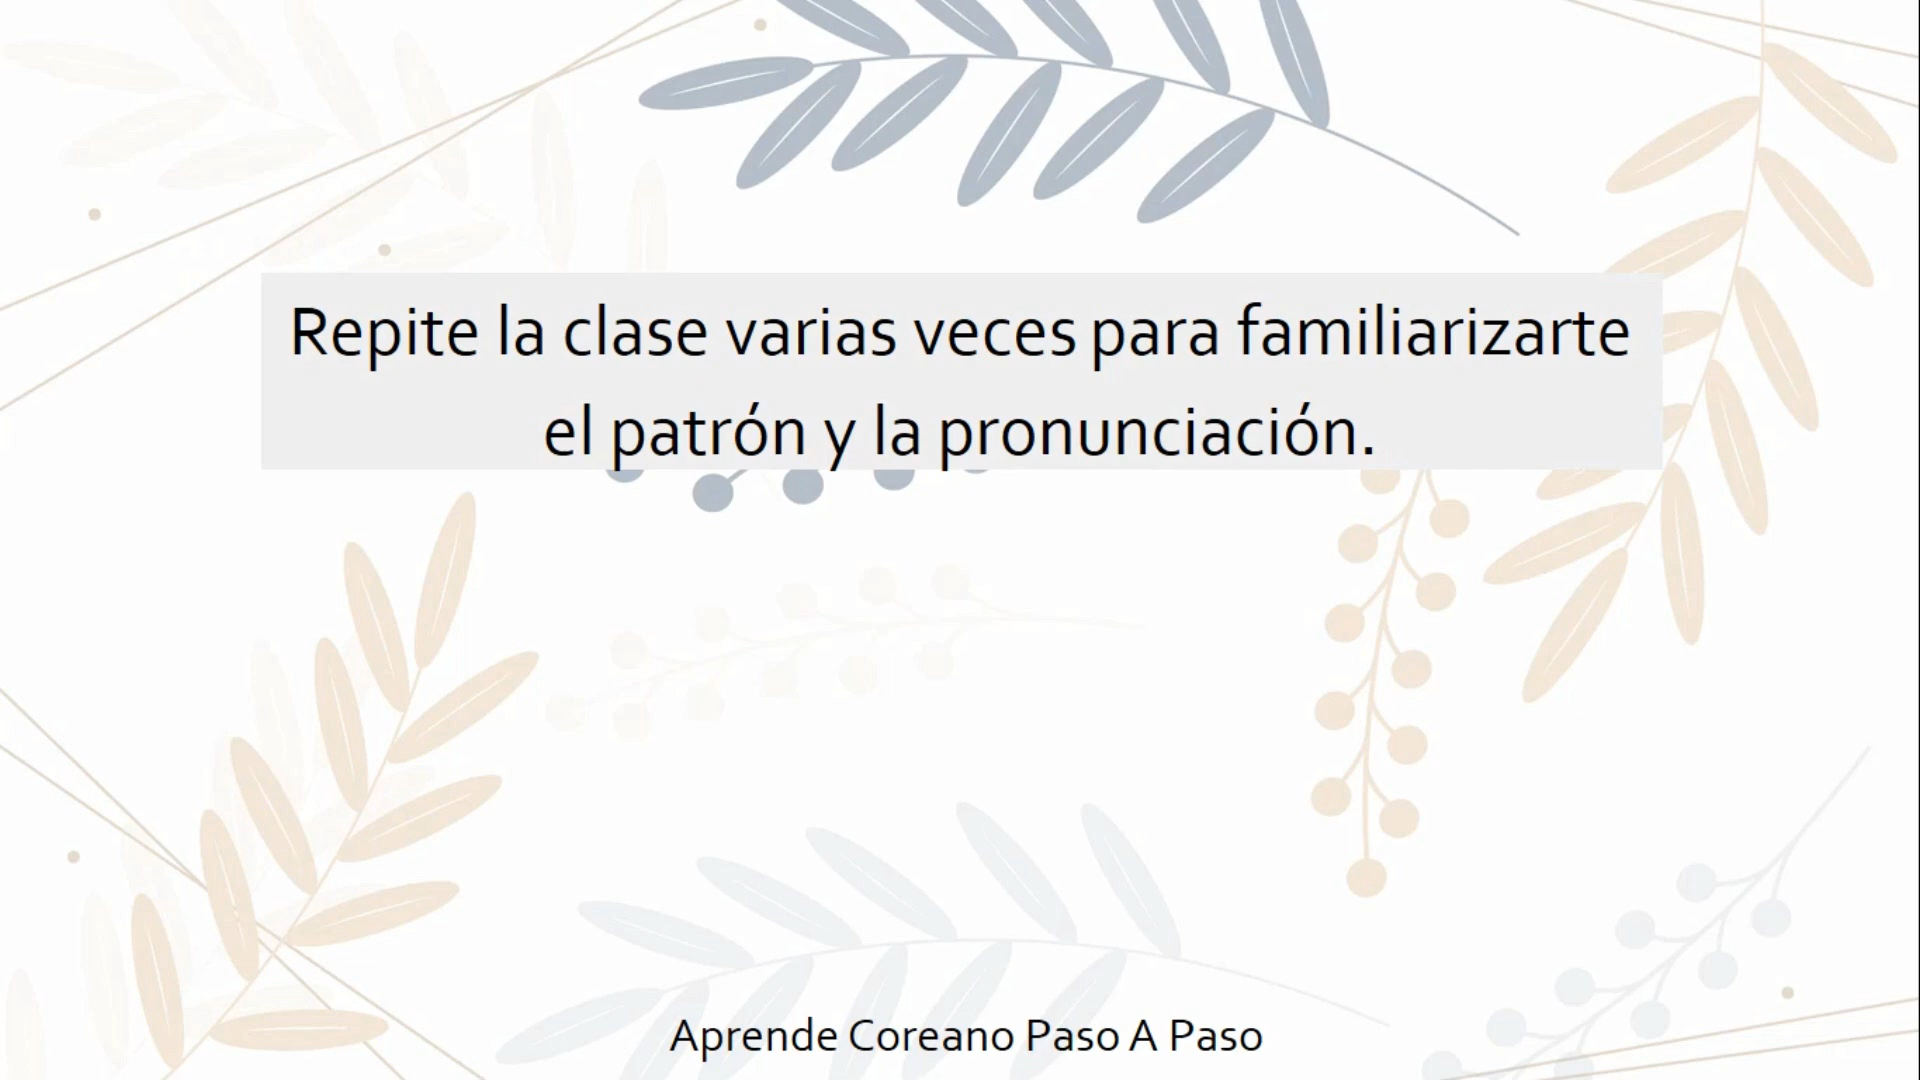 Repite la clase varias veces para familiarizarte
el patrón y la pronunciación.
Aprende Coreano Paso A Paso